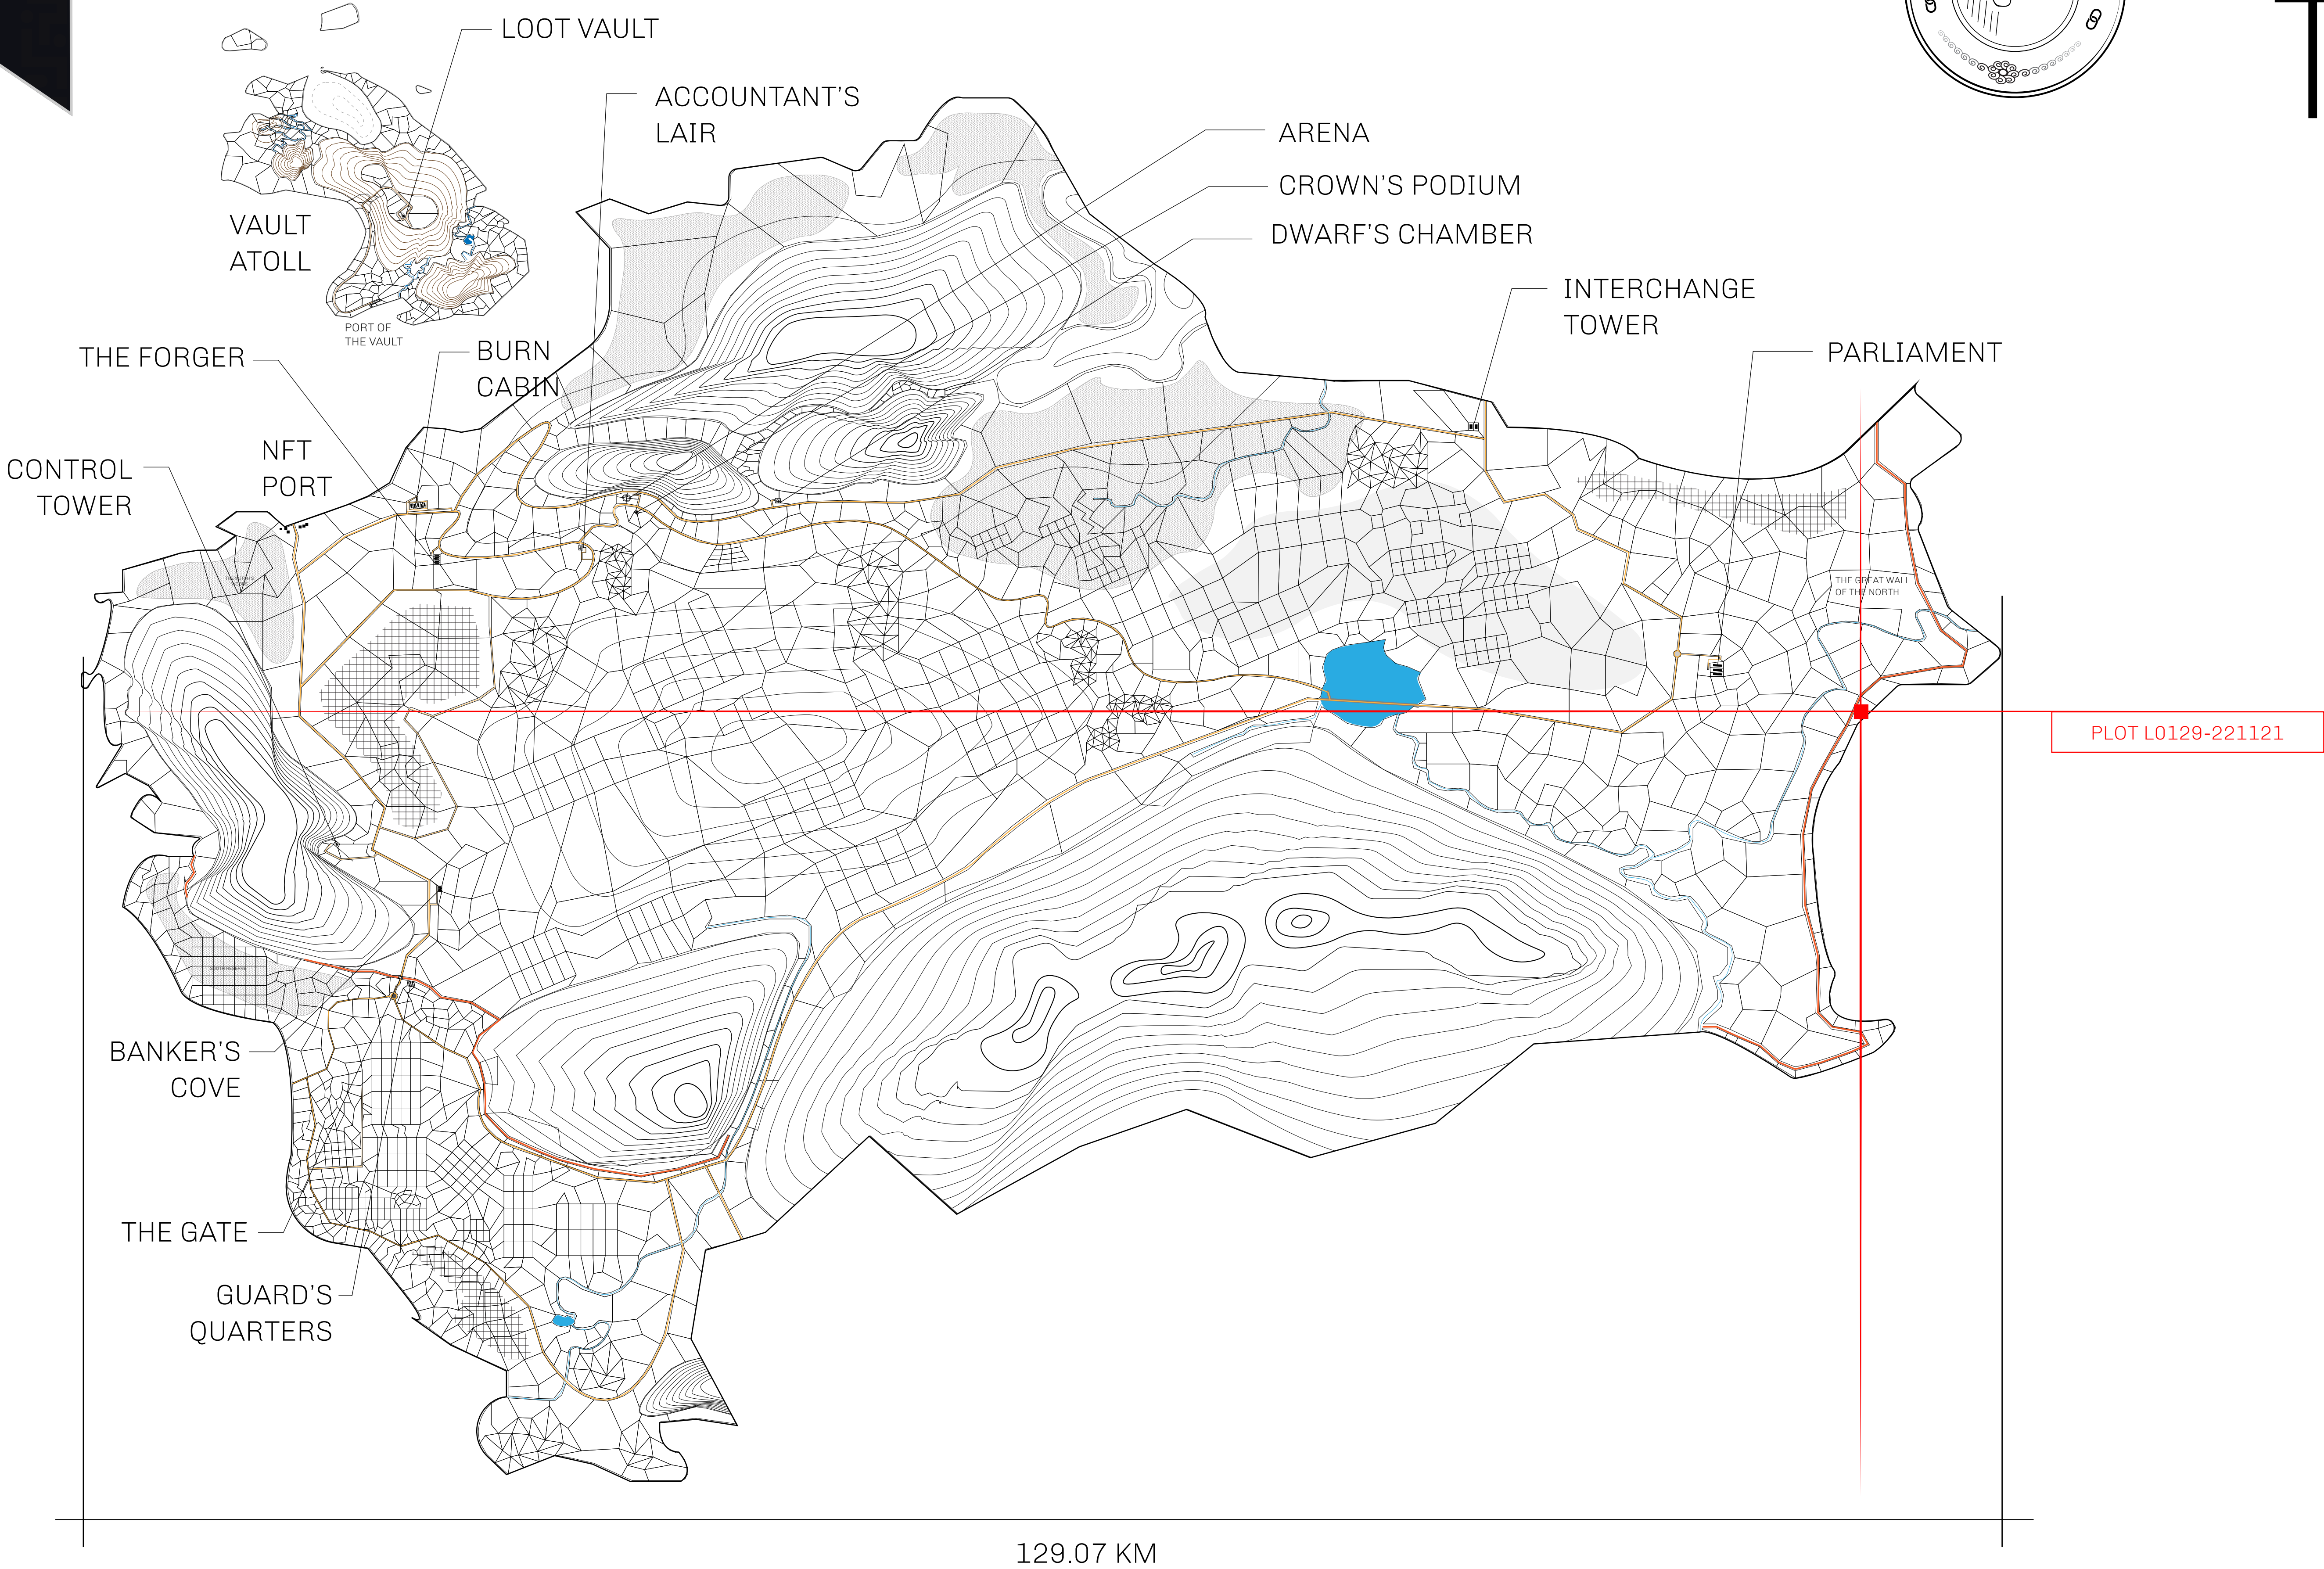 LOOT VAULT
ACCOUNTANT'S
LAIR
ARENA
CROWN'S PODIUM
DWARF'S CHAMBER
VAULT
ATOLL
PORT OF
THE VAULT
INTERCHANGE
TOWER
PARLIAMENT
THE FORGER
BURN
CABIN
NFT
PORT
CONTROL
TOWER
THE GREAT WALL
OF THE NORTH
PLOT L0129-221121
SOUTH RESERVE
BANKER'S
COVE
THE GATE
GUARD'S
QUARTERS
129.07 KM